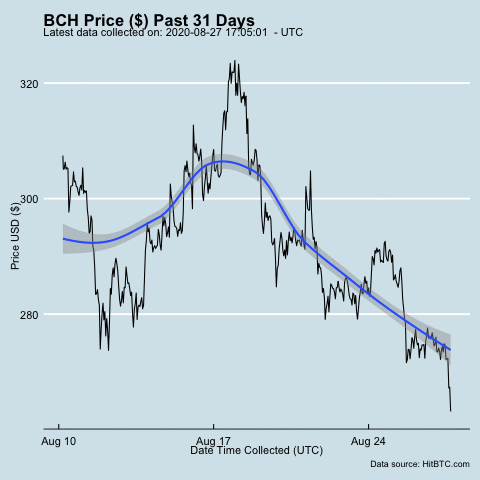 BCH Price ($) Past 31 Days
Latest data collected on: 2020-08-27 17:05:01  - UTC
320
300
280
Price USD ($)
Aug 10
Aug 17
Aug 24
Date Time Collected (UTC)
Data source: HitBTC.com